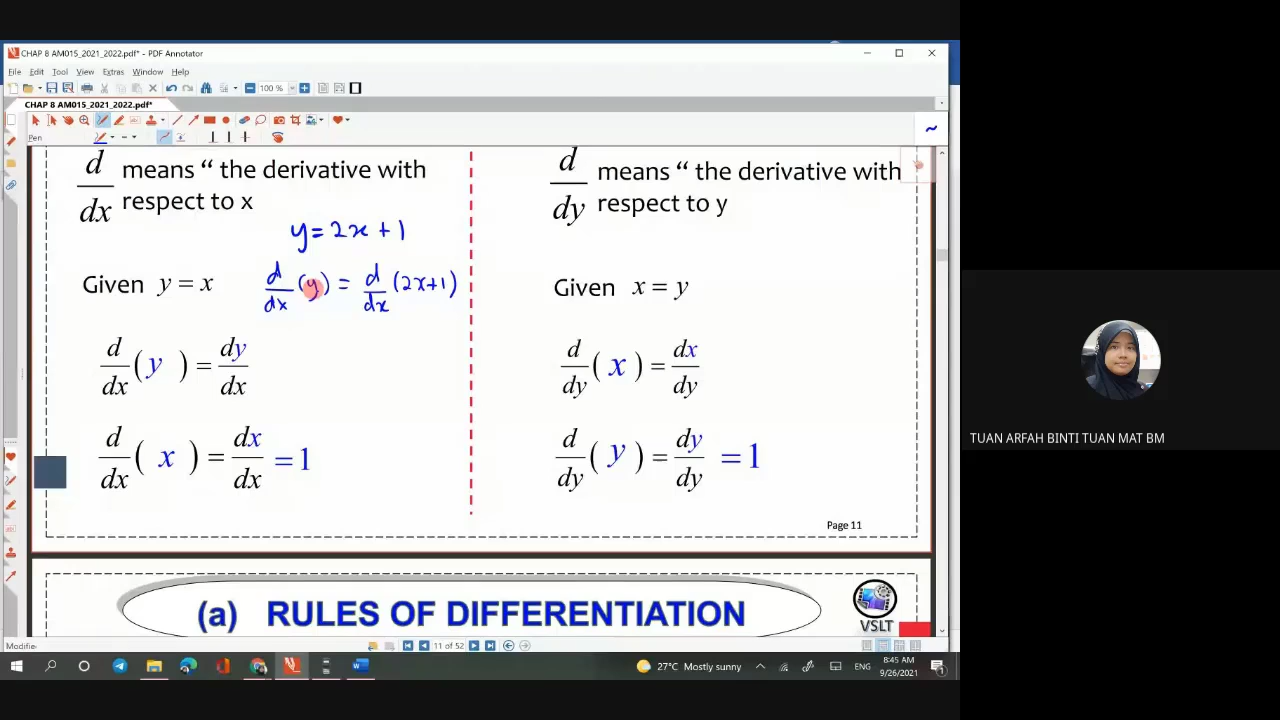 CHAP 8 AM015_2021_2022.pdf* - PDF Annotator
File Edit Tool View Extras Window Help
100 %
CHAP 8 AM015_2021_2022.pdf*
Pen
d/dx means “ the derivative with
respect to x
y = 2x + 1
Given y = x
d/dx (y) = d/dx (2x+1)
d/dx ( y ) = dy/dx
d/dx ( x ) = dx/dx = 1
d/dy means “ the derivative with
respect to y
Given x = y
d/dy ( x ) = dx/dy
d/dy ( y ) = dy/dy = 1
Page 11
(a) RULES OF DIFFERENTIATION
VSLT
Modifie
11 of 52
27°C Mostly sunny
ENG
8:45 AM
9/26/2021
TUAN ARFAH BINTI TUAN MAT BM